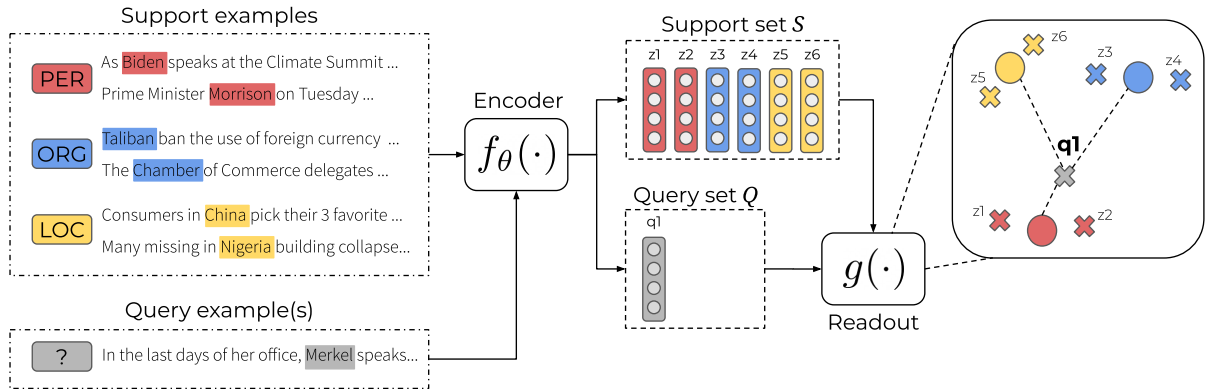 Support examples
PER
As Biden speaks at the Climate Summit ...
Prime Minister Morrison on Tuesday ...
ORG
Taliban ban the use of foreign currency ...
The Chamber of Commerce delegates ...
LOC
Consumers in China pick their 3 favorite ...
Many missing in Nigeria building collapse...
Query example(s)
?
In the last days of her office, Merkel speaks...
Encoder
f_θ(·)
Support set S
z1 z2 z3 z4 z5 z6
Query set Q
q1
g(·)
Readout
z6
z3
z4
z5
q1
z1
z2